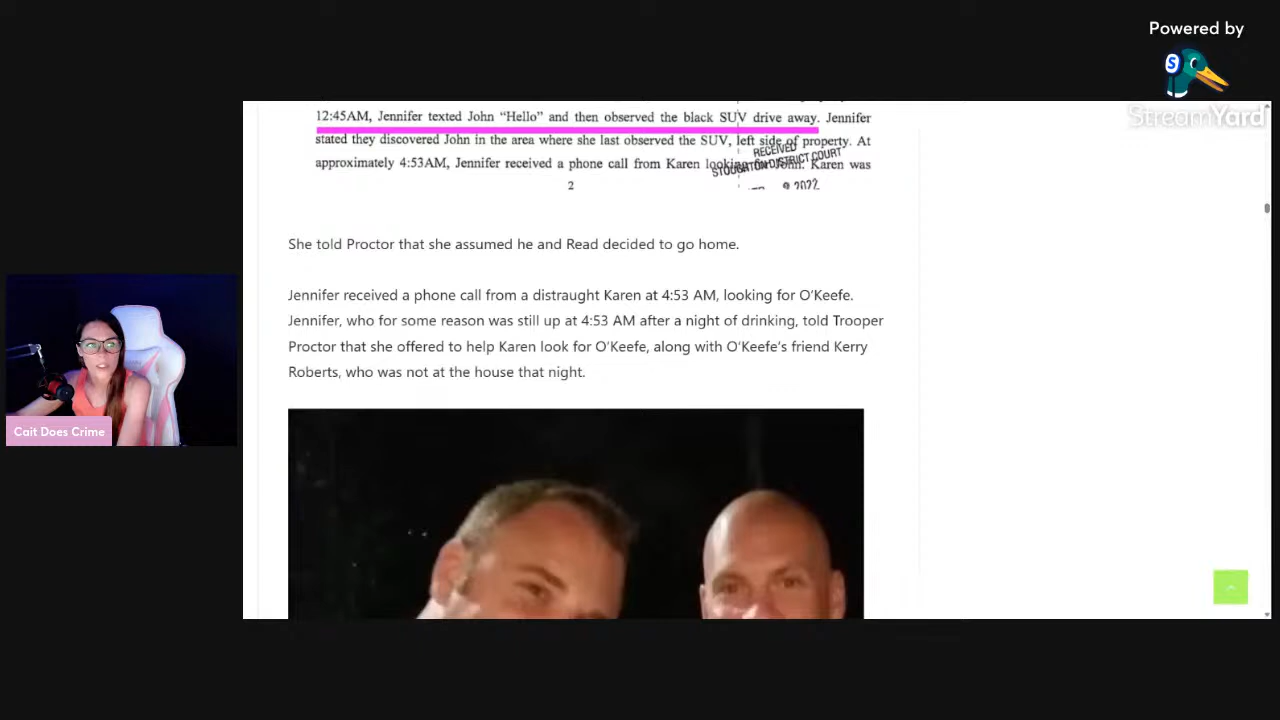 Powered by
S
StreamYard
12:45AM, Jennifer texted John “Hello” and then observed the black SUV drive away. Jennifer
stated they discovered John in the area where she last observed the SUV, left side of property. At
approximately 4:53AM, Jennifer received a phone call from Karen looking John. Karen was
RECEIVED
STOUGHTON DISTRICT COURT
2022
2
She told Proctor that she assumed he and Read decided to go home.
Jennifer received a phone call from a distraught Karen at 4:53 AM, looking for O’Keefe.
Jennifer, who for some reason was still up at 4:53 AM after a night of drinking, told Trooper
Proctor that she offered to help Karen look for O’Keefe, along with O’Keefe’s friend Kerry
Roberts, who was not at the house that night.
Cait Does Crime